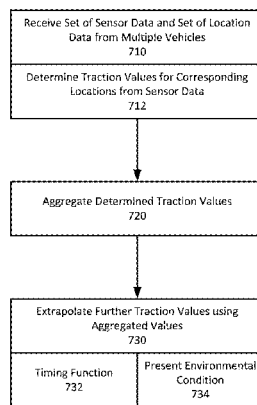 Receive Set of Sensor Data and Set of Location
Data from Multiple Vehicles
710
Determine Traction Values for Corresponding
Locations from Sensor Data
712
Aggregate Determined Traction Values
720
Extrapolate Further Traction Values using
Aggregated Values
730
Timing Function
732
Present Environmental
Condition
734